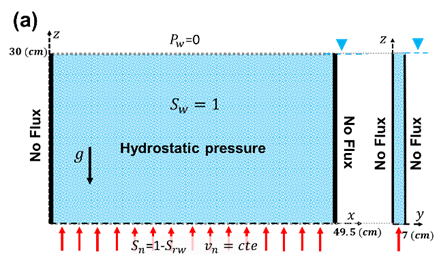 (a)
z
P_w=0
z
30 (cm)
No Flux
S_w = 1
g
Hydrostatic pressure
No Flux
No Flux
No Flux
x
y
49.5 (cm)
7 (cm)
S_n=1-S_rw
v_n = cte